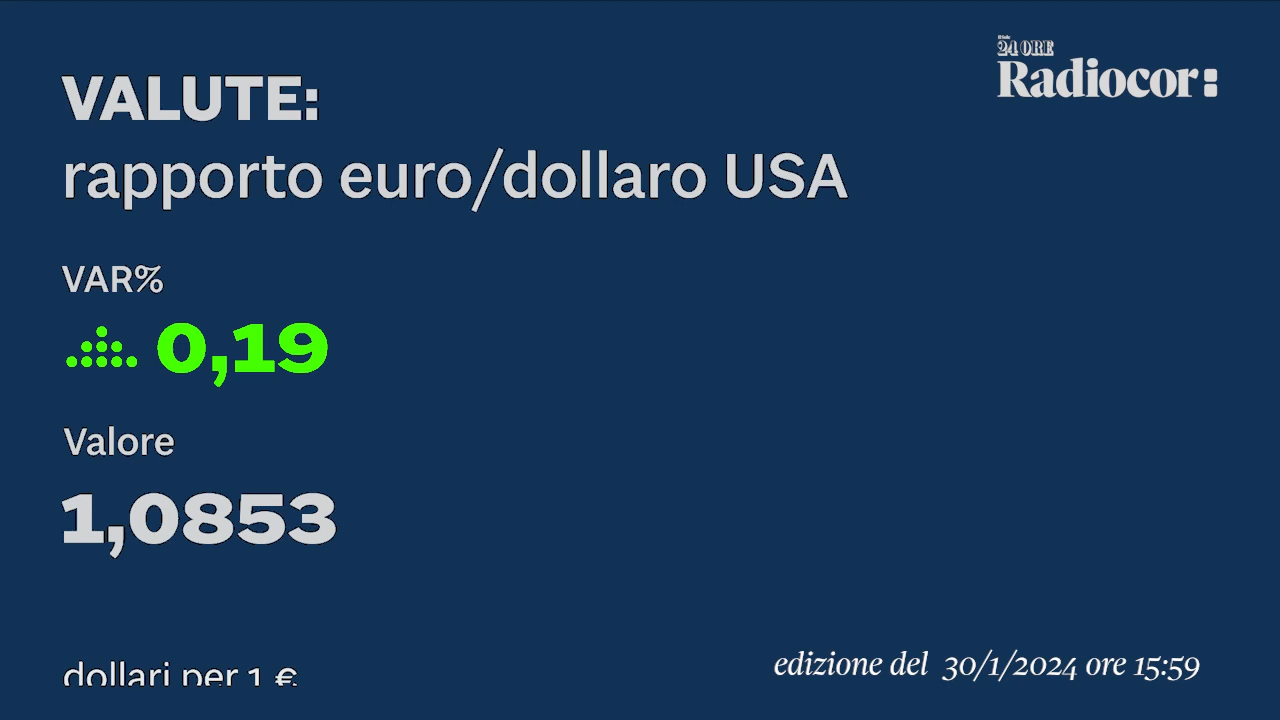 24 ORE
Radiocor:
VALUTE:
rapporto euro/dollaro USA
VAR%
0,19
Valore
1,0853
dollari per 1 €
edizione del 30/1/2024 ore 15:59